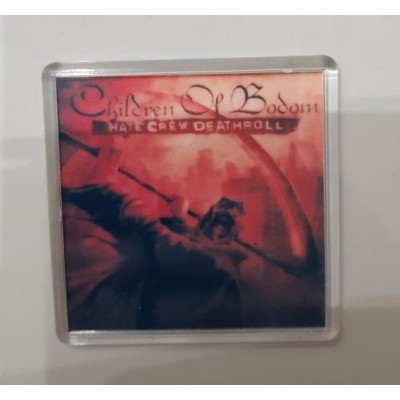 Children Of Bodom
HATE CREW DEATHROLL